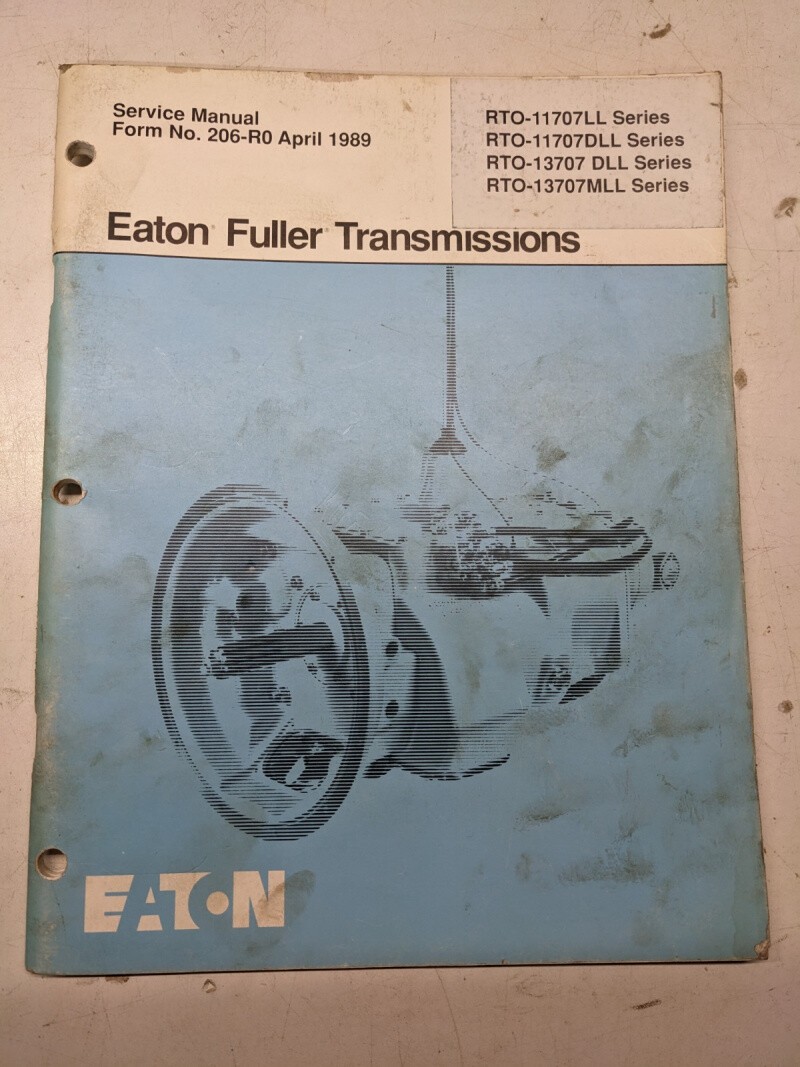 Service Manual
Form No. 206-R0 April 1989
RTO-11707LL Series
RTO-11707DLL Series
RTO-13707 DLL Series
RTO-13707MLL Series
Eaton Fuller Transmissions
EATON